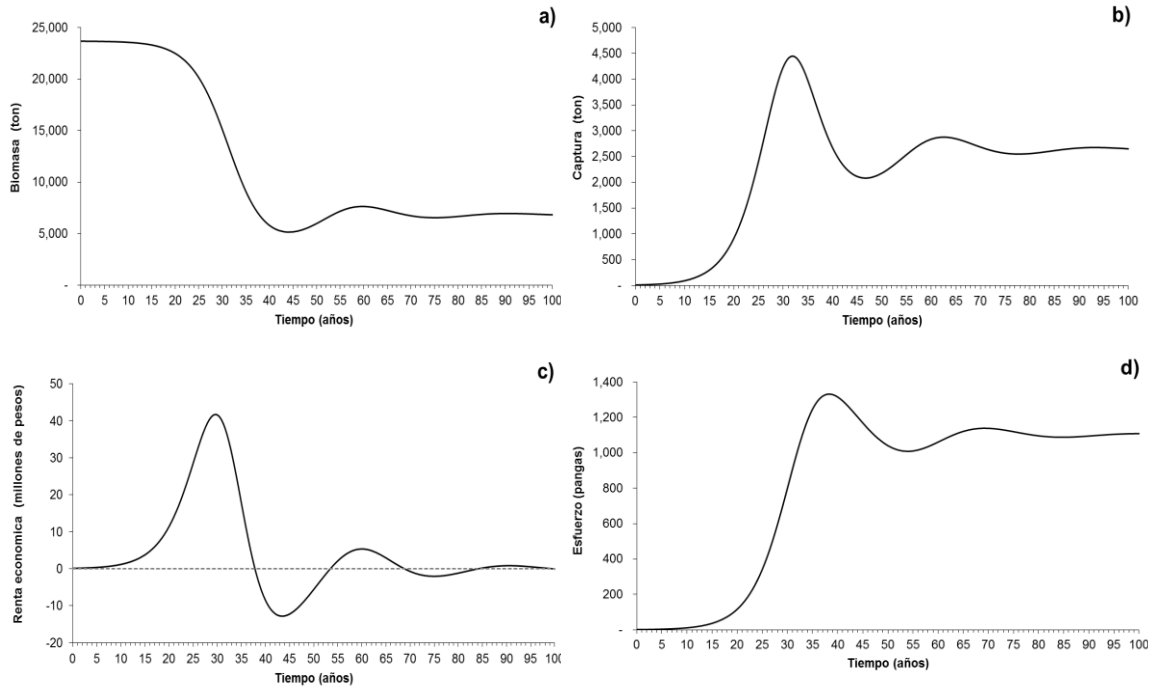 a)
25,000
20,000
15,000
10,000
5,000
-
Biomasa (ton)
0 5 10 15 20 25 30 35 40 45 50 55 60 65 70 75 80 85 90 95 100
Tiempo (años)
b)
5,000
4,500
4,000
3,500
3,000
2,500
2,000
1,500
1,000
500
-
Captura (ton)
0 5 10 15 20 25 30 35 40 45 50 55 60 65 70 75 80 85 90 95 100
Tiempo (años)
c)
50
40
30
20
10
0
-10
-20
Renta economica (millones de pesos)
0 5 10 15 20 25 30 35 40 45 50 55 60 65 70 75 80 85 90 95 100
Tiempo (años)
d)
1,400
1,200
1,000
800
600
400
200
-
Esfuerzo (pangas)
0 5 10 15 20 25 30 35 40 45 50 55 60 65 70 75 80 85 90 95 100
Tiempo (años)